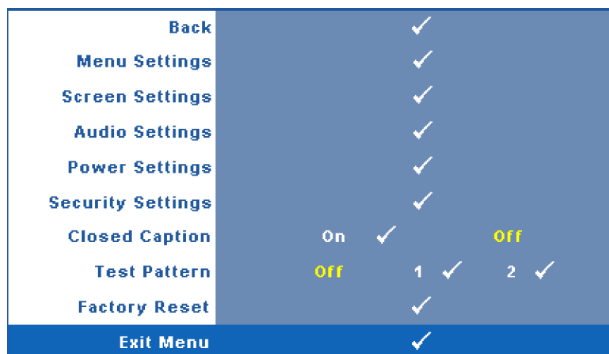 Back ✓
Menu Settings ✓
Screen Settings ✓
Audio Settings ✓
Power Settings ✓
Security Settings ✓
Closed Caption On ✓ Off
Test Pattern Off 1 ✓ 2 ✓
Factory Reset ✓
Exit Menu ✓